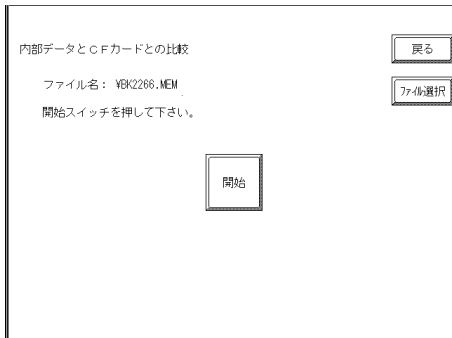 内部データとＣＦカードとの比較
戻る
ファイル名： ¥BK2266.MEM
ﾌｧｲﾙ選択
開始スイッチを押して下さい。
開始